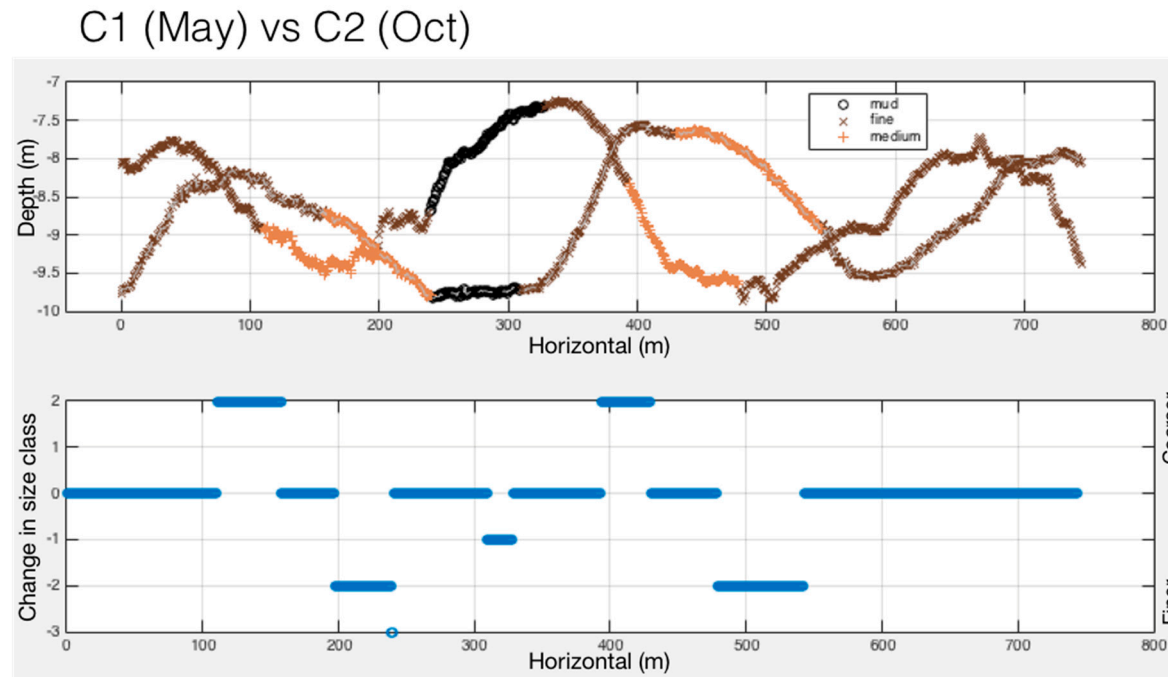 C1 (May) vs C2 (Oct)
-7
-7.5
-8
-8.5
-9
-9.5
-10
Depth (m)
mud
fine
medium
0 100 200 300 400 500 600 700 800
Horizontal (m)
2
1
0
-1
-2
-3
Change in size class
0 100 200 300 400 500 600 700 800
Horizontal (m)